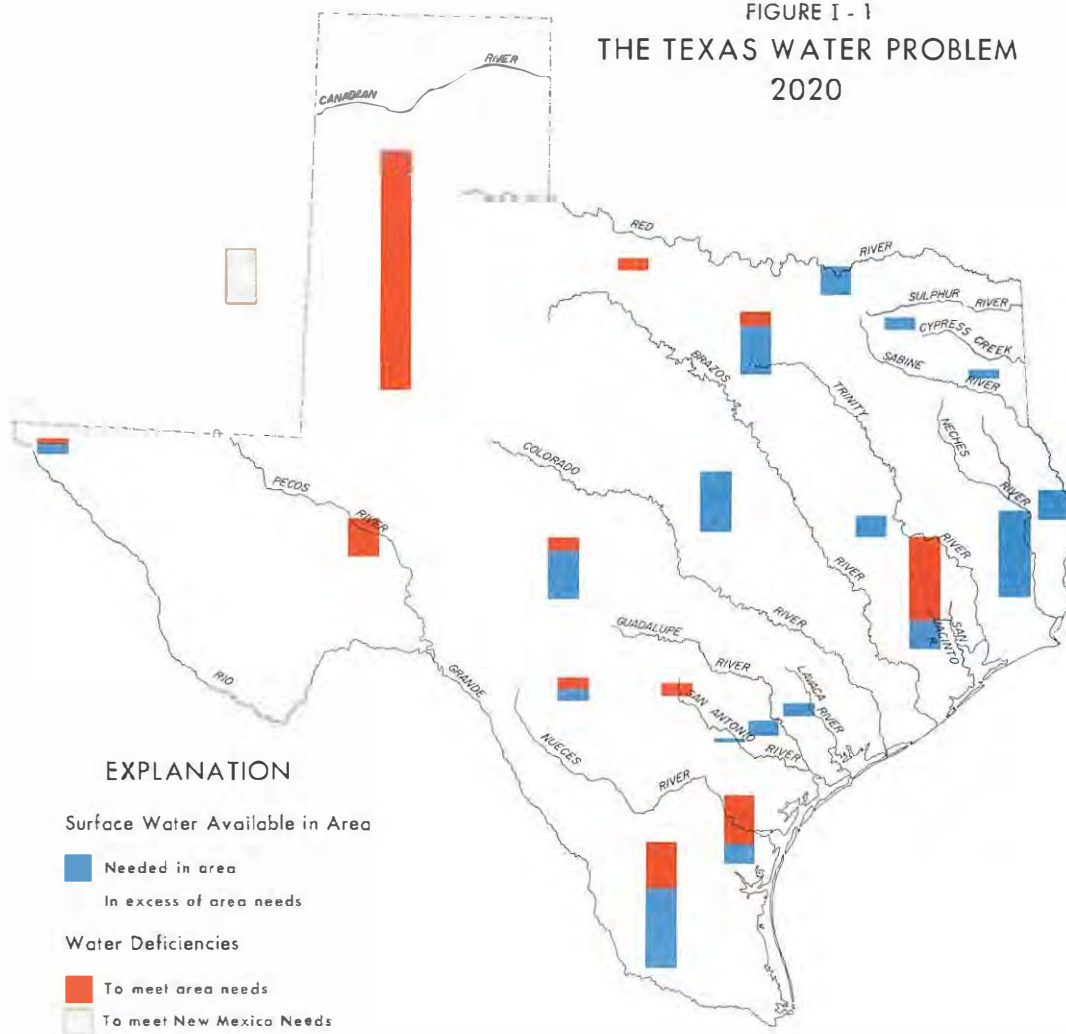 FIGURE I - 1
THE TEXAS WATER PROBLEM
2020
CANADIAN
RIVER
RED
RIVER
SULPHUR RIVER
CYPRESS CREEK
SABINE
RIVER
BRAZOS
TRINITY
NECHES
COLORADO
PECOS
RIVER
RIVER
RIVER
RIVER
RIVER
SAN
JACINTO
R.
GUADALUPE
RIVER
LAVACA
RIVER
SAN ANTONIO
RIVER
RIO
GRANDE
NUECES
RIVER
EXPLANATION
Surface Water Available in Area
Needed in area
In excess of area needs
Water Deficiencies
To meet area needs
To meet New Mexico Needs